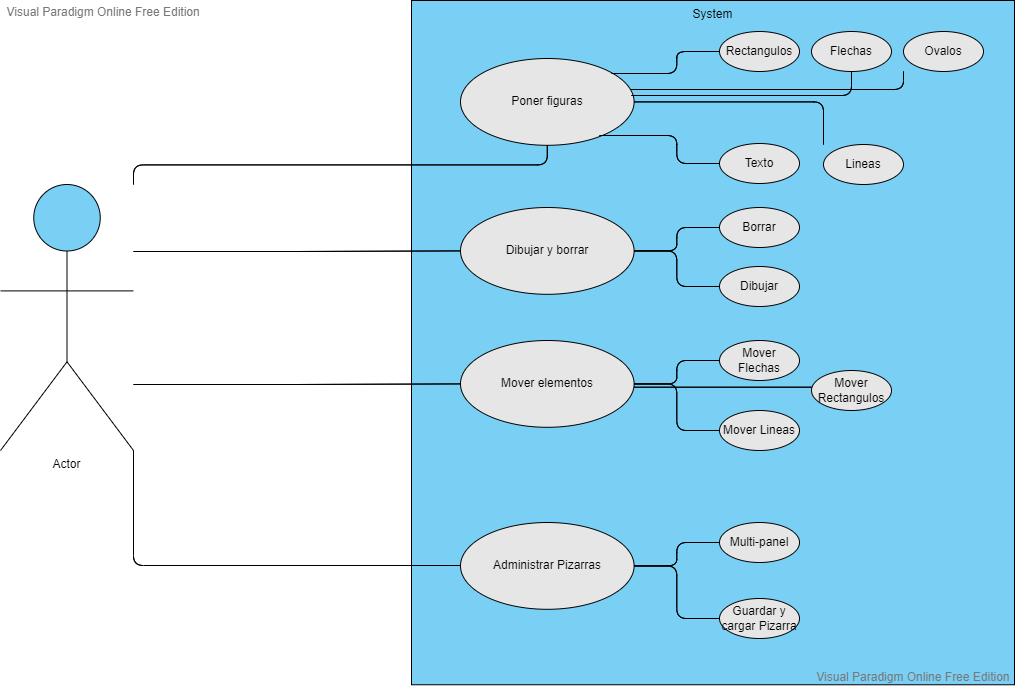 Visual Paradigm Online Free Edition
System
Rectangulos
Flechas
Ovalos
Poner figuras
Texto
Lineas
Borrar
Dibujar y borrar
Dibujar
Mover
Flechas
Mover elementos
Mover
Rectangulos
Mover Lineas
Actor
Multi-panel
Administrar Pizarras
Guardar y
cargar Pizarra
Visual Paradigm Online Free Edition